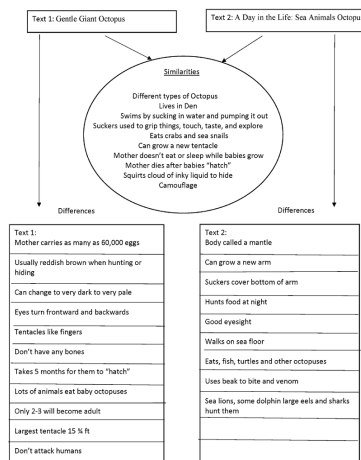 Text 1: Gentle Giant Octopus
Text 2: A Day in the Life: Sea Animals Octopu
Similarities
Different types of Octopus
Lives in Den
Swims by sucking in water and pumping it out
Suckers used to grip things, touch, taste, and explore
Eats crabs and sea snails
Can grow a new tentacle
Mother doesn't eat or sleep while babies grow
Mother dies after babies "hatch"
Squirts cloud of inky liquid to hide
Camouflage
Differences
Differences
Text 1:
Mother carries as many as 60,000 eggs
Usually reddish brown when hunting or
hiding
Can change to very dark to very pale
Eyes turn frontward and backwards
Tentacles like fingers
Don't have any bones
Takes 5 months for them to "hatch"
Lots of animals eat baby octopuses
Only 2-3 will become adult
Largest tentacle 15 ¾ ft
Don't attack humans
Text 2:
Body called a mantle
Can grow a new arm
Suckers cover bottom of arm
Hunts food at night
Good eyesight
Walks on sea floor
Eats, fish, turtles and other octopuses
Uses beak to bite and venom
Sea lions, some dolphin large eels and sharks
hunt them